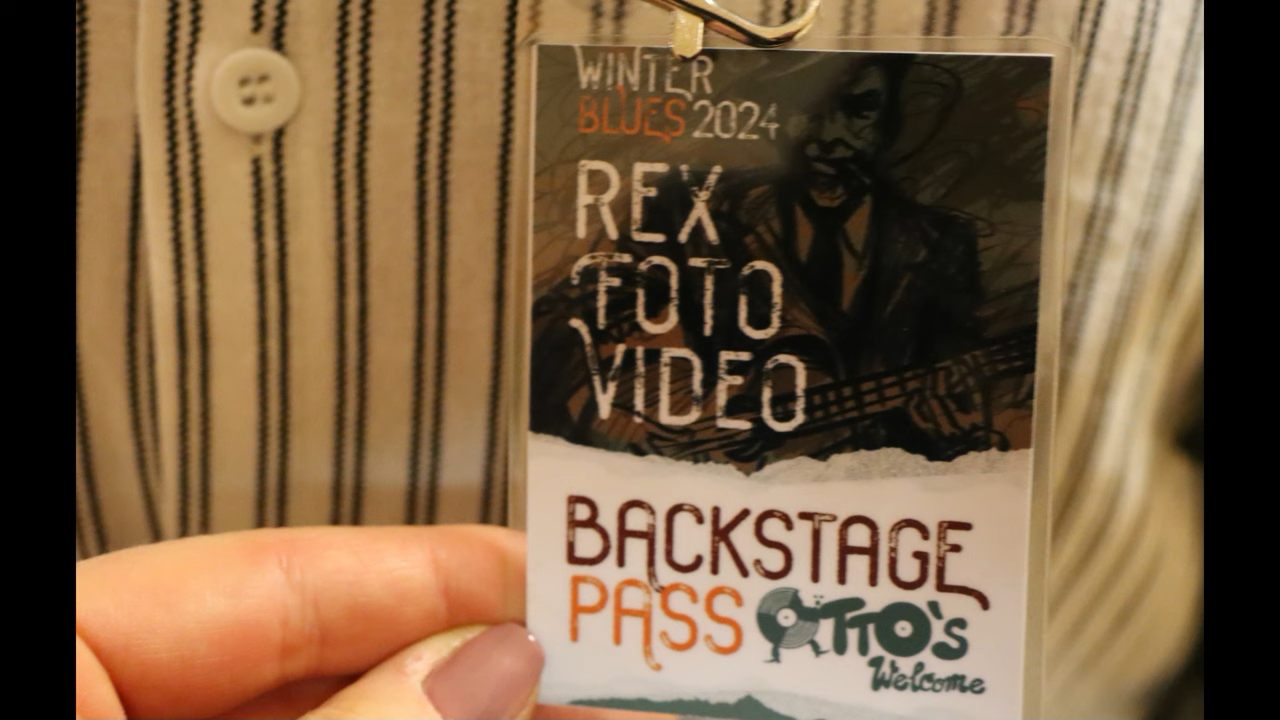 WINTER
BLUES 2024
REX
FOTO
VIDEO
BACKSTAGE
PASS OTTO'S
Welcome